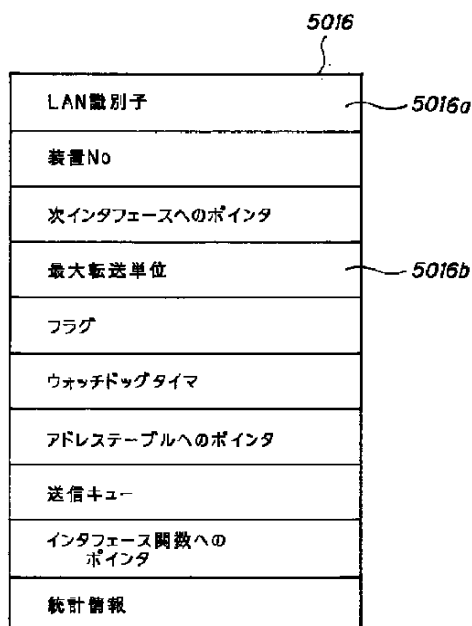 5016
LAN識別子
5016a
装置No
次インタフェースへのポインタ
最大転送単位
5016b
フラグ
ウォッチドッグタイマ
アドレステーブルへのポインタ
送信キュー
インタフェース関数への
ポインタ
統計情報